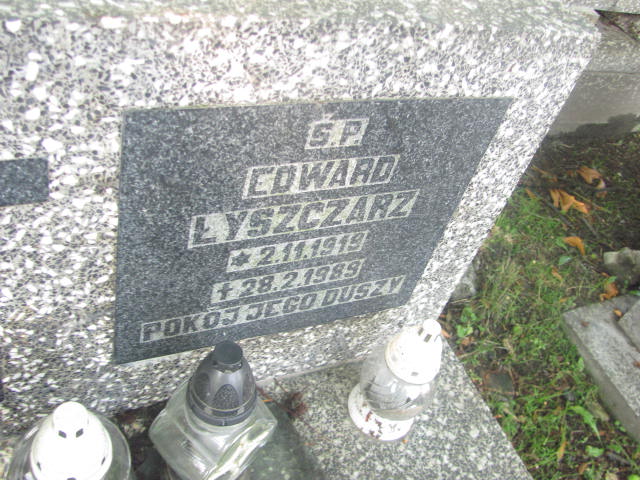 Ś.P.
EDWARD
ŁYSZCZARZ
★ 2.11.1919
✝ 28.2.1989
POKÓJ JEGO DUSZY